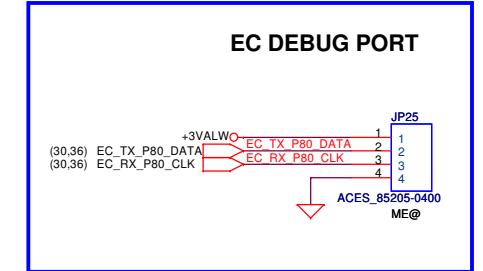 EC DEBUG PORT
JP25
+3VALW
1 1
(30,36) EC_TX_P80_DATA EC_TX_P80_DATA 2 2
(30,36) EC_RX_P80_CLK EC_RX_P80_CLK 3 3
4 4
ACES_85205-0400
ME@